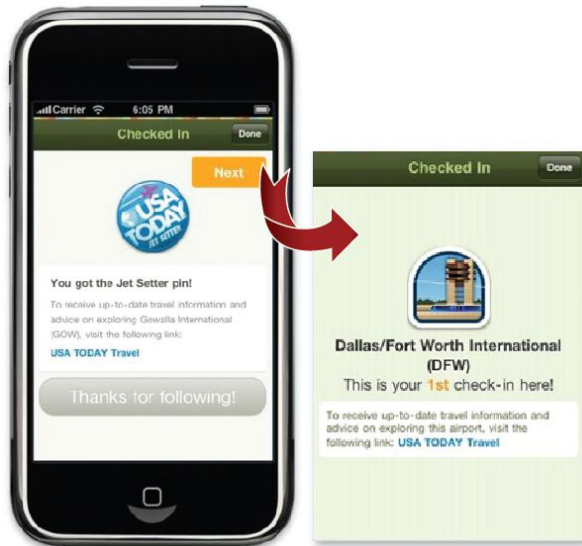 Carrier 6:05 PM
Checked In Done
Next
USA
TODAY
JET SETTER
You got the Jet Setter pin!
To receive up-to-date travel information and
advice on exploring Gowalla International
(GOW), visit the following link:
USA TODAY Travel
Thanks for following!
Checked In Done
Dallas/Fort Worth International
(DFW)
This is your 1st check-in here!
To receive up-to-date travel information and
advice on exploring this airport, visit the
following link: USA TODAY Travel